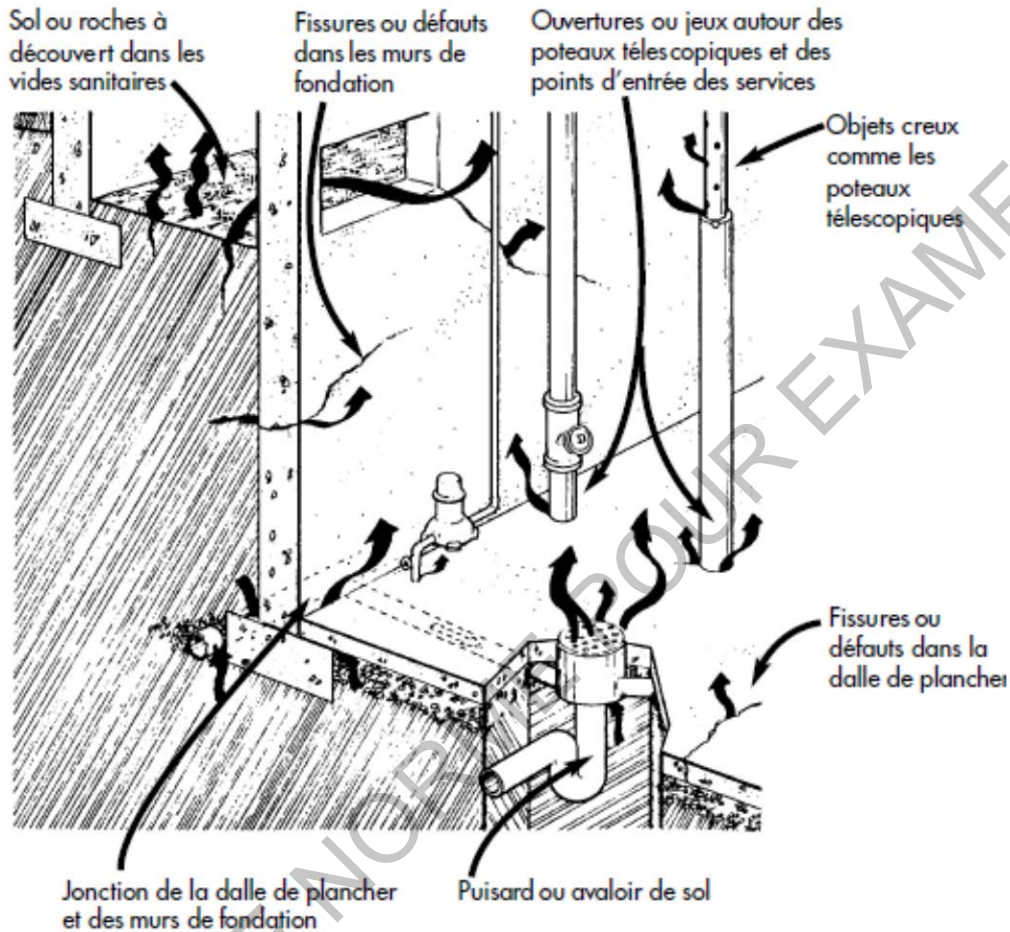 Sol ou roches à
découvert dans les
vides sanitaires
Fissures ou défauts
dans les murs de
fondation
Ouvertures ou jeux autour des
poteaux télescopiques et des
points d'entrée des services
Objets creux
comme les
poteaux
télescopiques
Fissures ou
défauts dans la
dalle de plancher
Jonction de la dalle de plancher
et des murs de fondation
Puisard ou avaloir de sol
NORME POUR EXAME